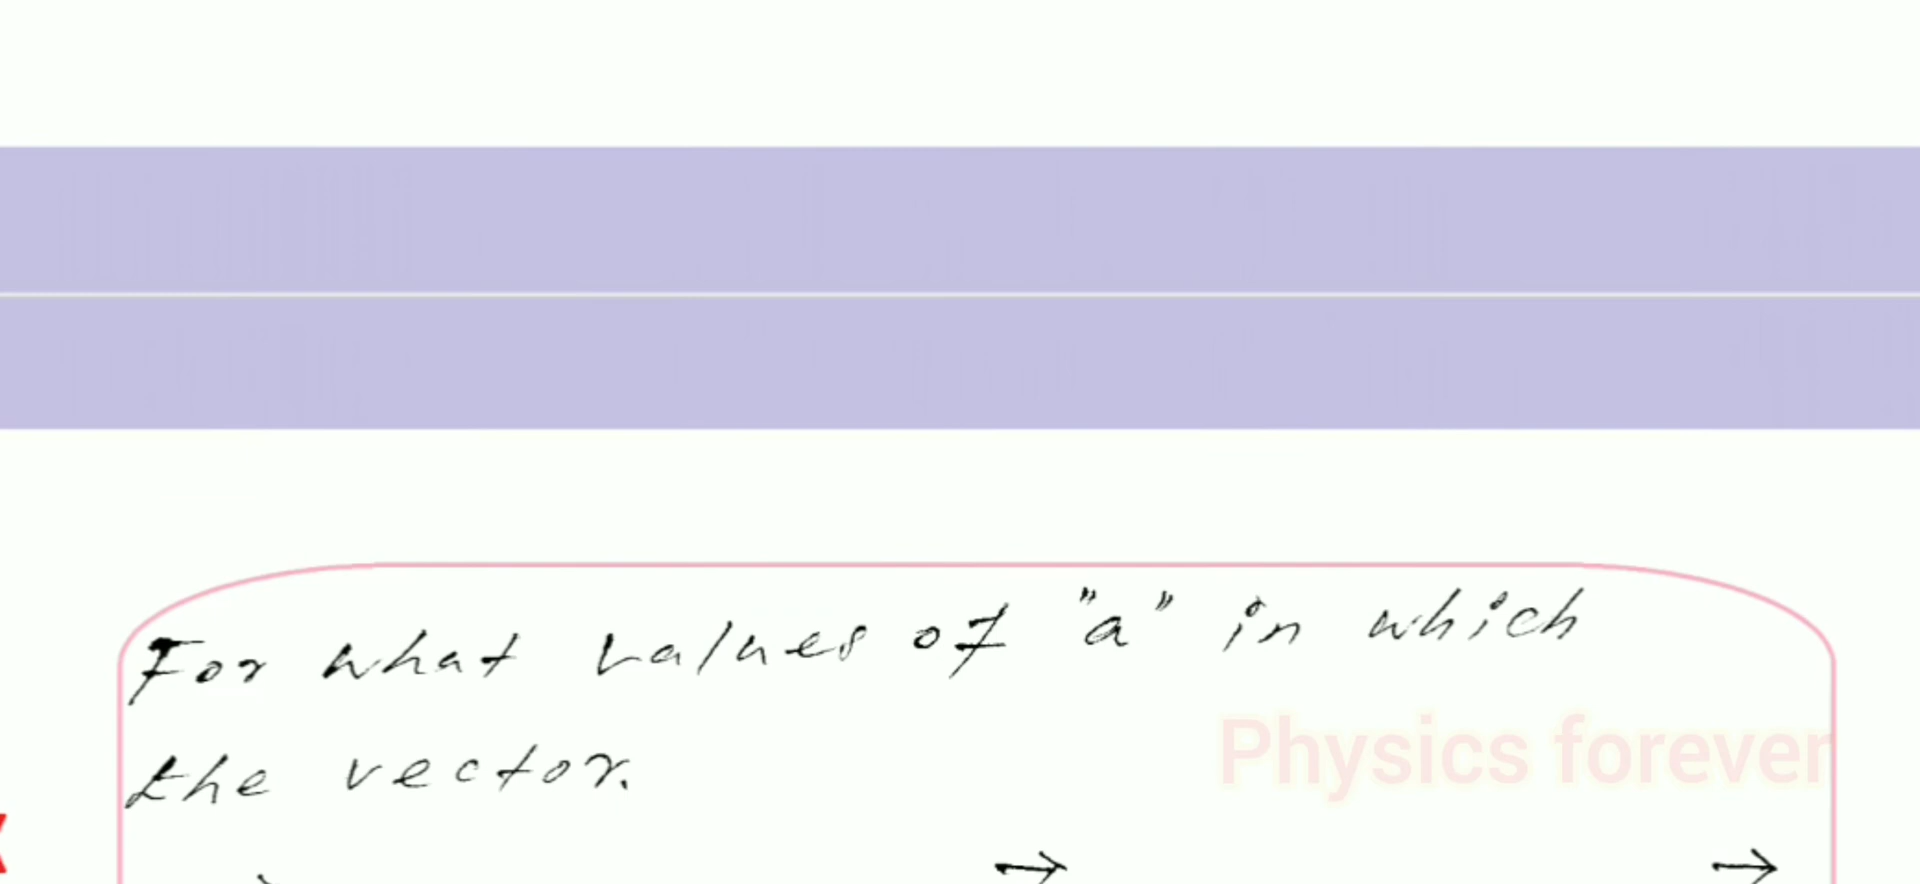 For what values of "a" in which
the vector.
Physics forever